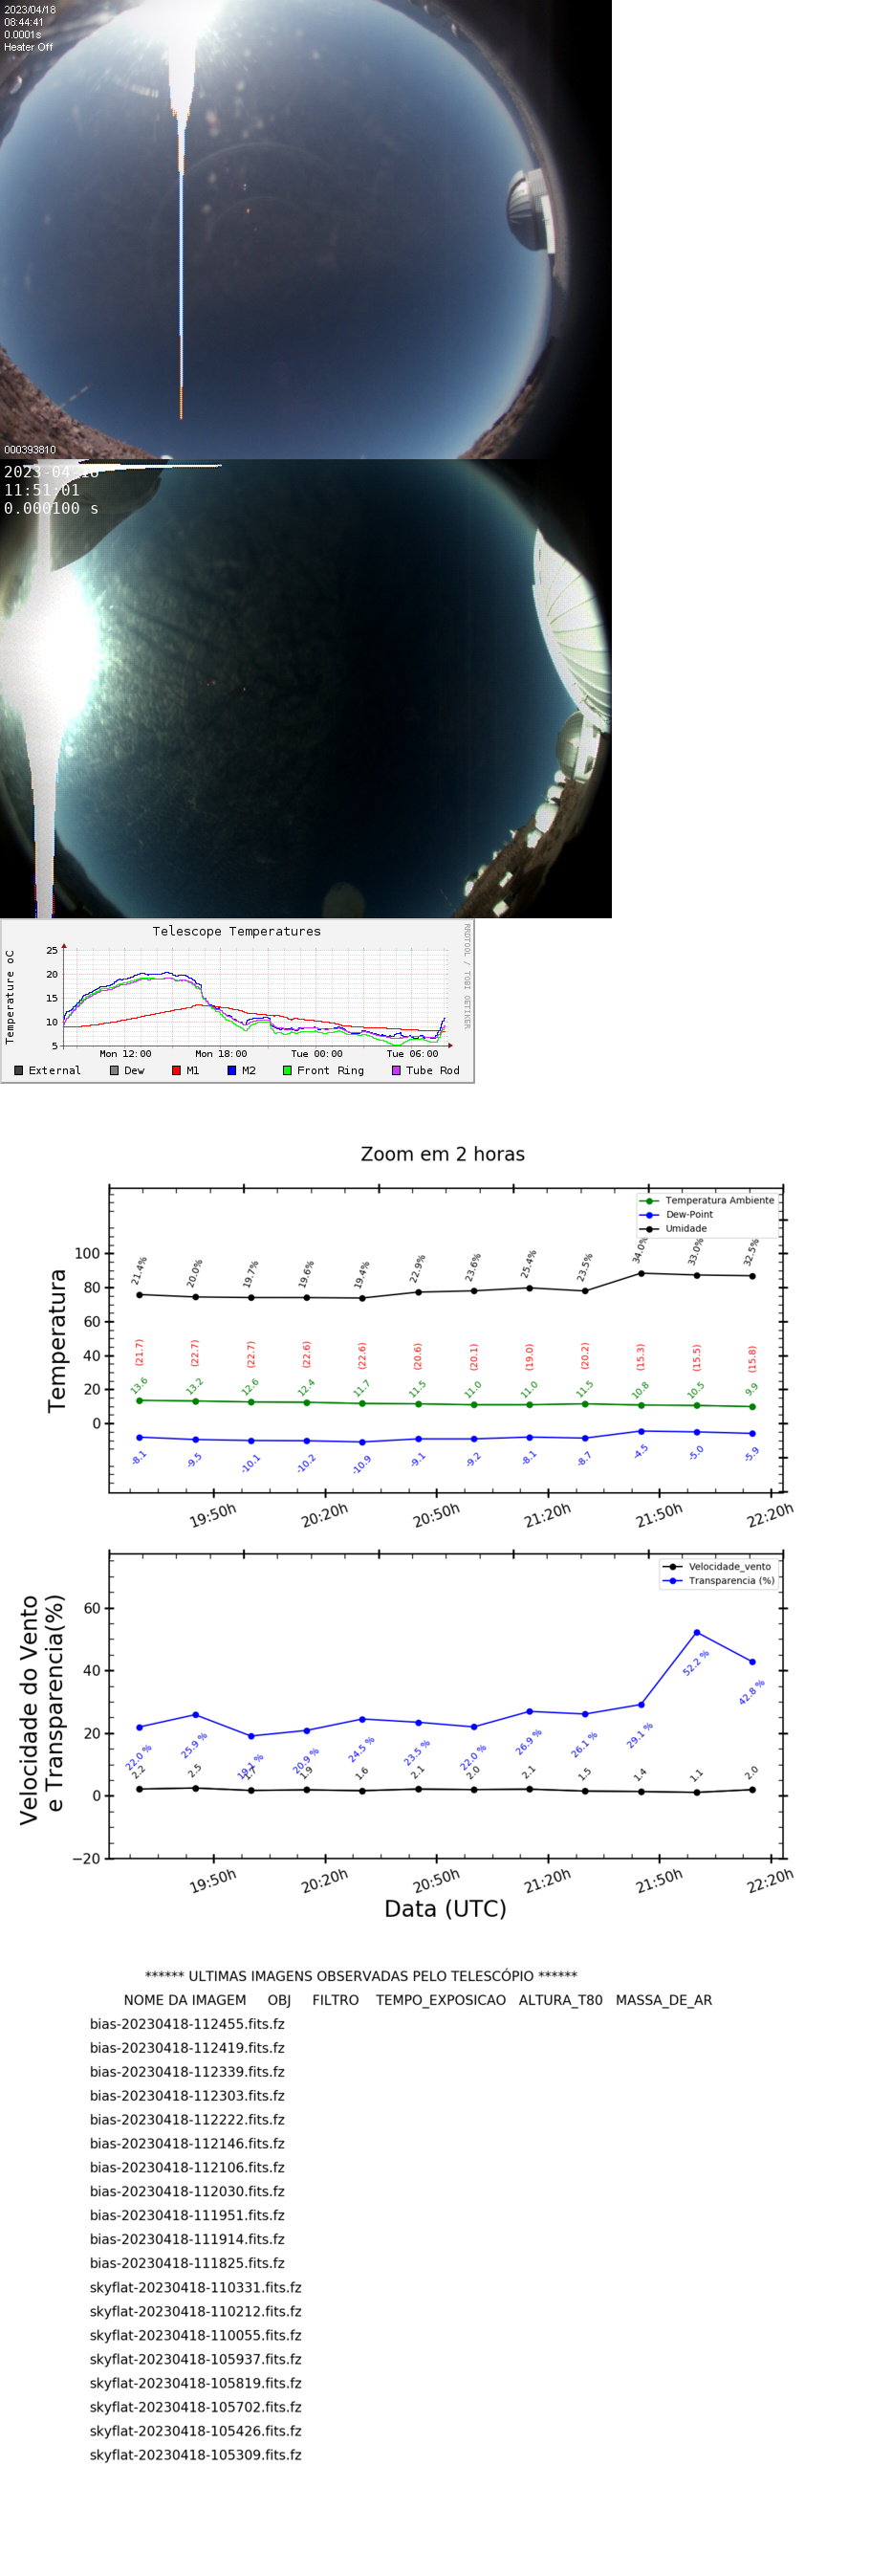 2023/04/18
08:44:41
0.0001s
Heater Off
000393810
2023-04-18
11:51:01
0.000100 s
Telescope Temperatures
RRDTOOL / TOBI OETIKER
Temperature oC
25
20
15
10
5
Mon 12:00 Mon 18:00 Tue 00:00 Tue 06:00
External Dew M1 M2 Front Ring Tube Rod
Zoom em 2 horas
Temperatura Ambiente
Dew-Point
Umidade
Temperatura
100
80
60
40
20
0
21.4% 20.0% 19.7% 19.6% 19.4% 22.9% 23.6% 25.4% 23.5% 34.0% 33.0% 32.5%
(21.7) (22.7) (22.7) (22.6) (22.6) (20.6) (20.1) (19.0) (20.2) (15.3) (15.5) (15.8)
13.6 13.2 12.6 12.4 11.7 11.5 11.0 11.0 11.5 10.8 10.5 9.9
-8.1 -9.5 -10.1 -10.2 -10.9 -9.1 -9.2 -8.1 -8.7 -4.5 -5.0 -5.9
19:50h 20:20h 20:50h 21:20h 21:50h 22:20h
Velocidade_vento
Transparencia (%)
Velocidade do Vento
e Transparencia(%)
60
40
20
0
−20
22.0 % 25.9 % 19.1 % 20.9 % 24.5 % 23.5 % 22.0 % 26.9 % 26.1 % 29.1 % 52.2 % 42.8 %
2.2 2.5 1.7 1.9 1.6 2.1 2.0 2.1 1.5 1.4 1.1 2.0
19:50h 20:20h 20:50h 21:20h 21:50h 22:20h
Data (UTC)
****** ULTIMAS IMAGENS OBSERVADAS PELO TELESCÓPIO ******
NOME DA IMAGEM OBJ FILTRO TEMPO_EXPOSICAO ALTURA_T80 MASSA_DE_AR
bias-20230418-112455.fits.fz
bias-20230418-112419.fits.fz
bias-20230418-112339.fits.fz
bias-20230418-112303.fits.fz
bias-20230418-112222.fits.fz
bias-20230418-112146.fits.fz
bias-20230418-112106.fits.fz
bias-20230418-112030.fits.fz
bias-20230418-111951.fits.fz
bias-20230418-111914.fits.fz
bias-20230418-111825.fits.fz
skyflat-20230418-110331.fits.fz
skyflat-20230418-110212.fits.fz
skyflat-20230418-110055.fits.fz
skyflat-20230418-105937.fits.fz
skyflat-20230418-105819.fits.fz
skyflat-20230418-105702.fits.fz
skyflat-20230418-105426.fits.fz
skyflat-20230418-105309.fits.fz